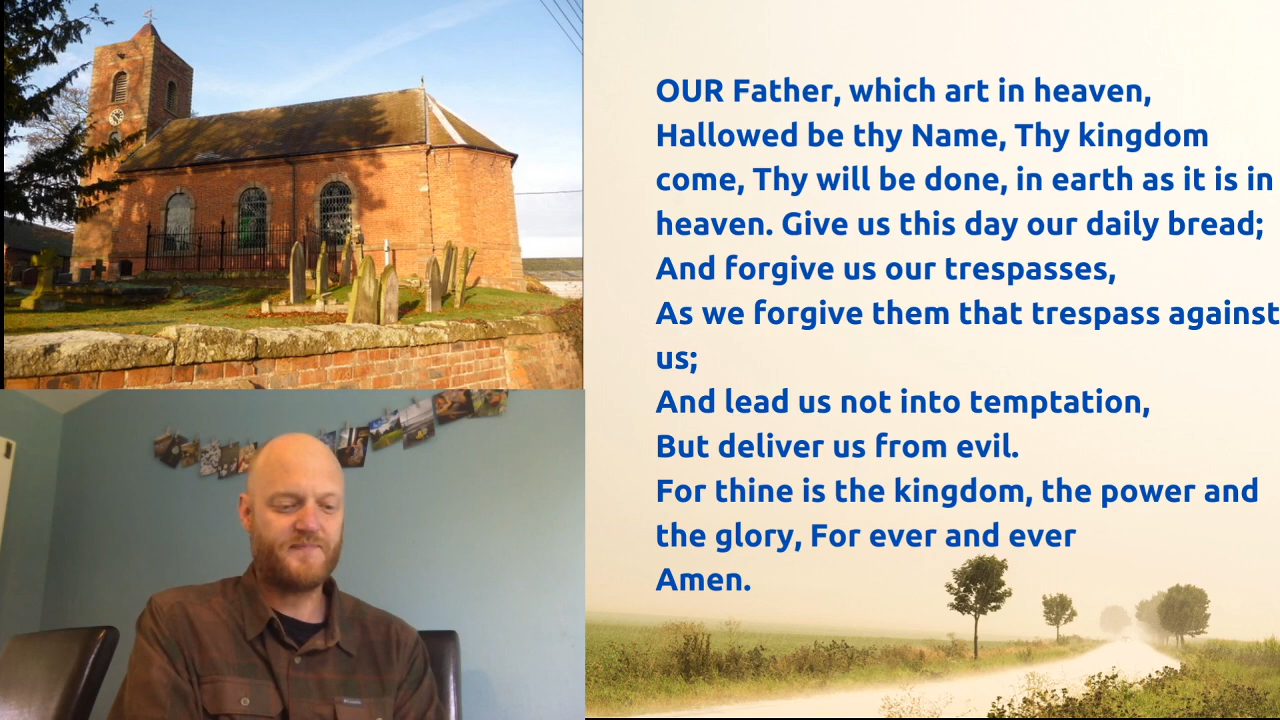 OUR Father, which art in heaven,
Hallowed be thy Name, Thy kingdom
come, Thy will be done, in earth as it is in
heaven. Give us this day our daily bread;
And forgive us our trespasses,
As we forgive them that trespass against
us;
And lead us not into temptation,
But deliver us from evil.
For thine is the kingdom, the power and
the glory, For ever and ever
Amen.